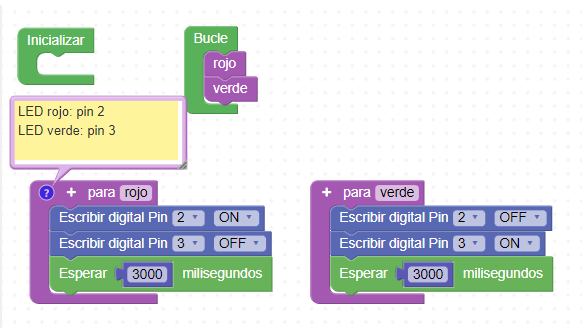 Inicializar
Bucle
rojo
verde
LED rojo: pin 2
LED verde: pin 3
? + para rojo
Escribir digital Pin 2 ON
Escribir digital Pin 3 OFF
Esperar 3000 milisegundos
+ para verde
Escribir digital Pin 2 OFF
Escribir digital Pin 3 ON
Esperar 3000 milisegundos